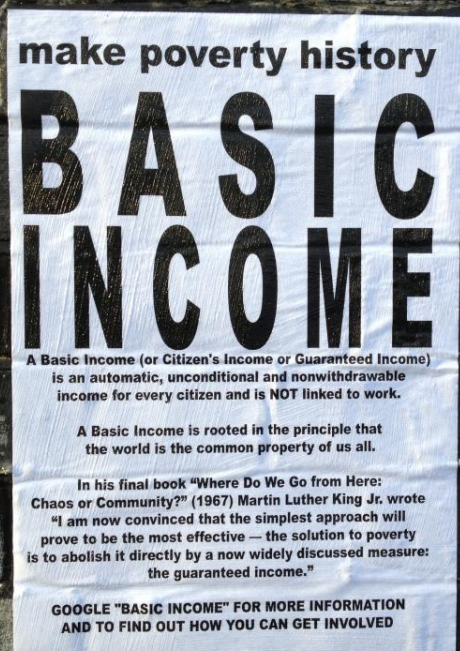 make poverty history
BASIC
INCOME
A Basic Income (or Citizen's Income or Guaranteed Income)
is an automatic, unconditional and nonwithdrawable
income for every citizen and is NOT linked to work.
A Basic Income is rooted in the principle that
the world is the common property of us all.
In his final book “Where Do We Go from Here:
Chaos or Community?” (1967) Martin Luther King Jr. wrote
“I am now convinced that the simplest approach will
prove to be the most effective — the solution to poverty
is to abolish it directly by a now widely discussed measure:
the guaranteed income.”
GOOGLE "BASIC INCOME" FOR MORE INFORMATION
AND TO FIND OUT HOW YOU CAN GET INVOLVED